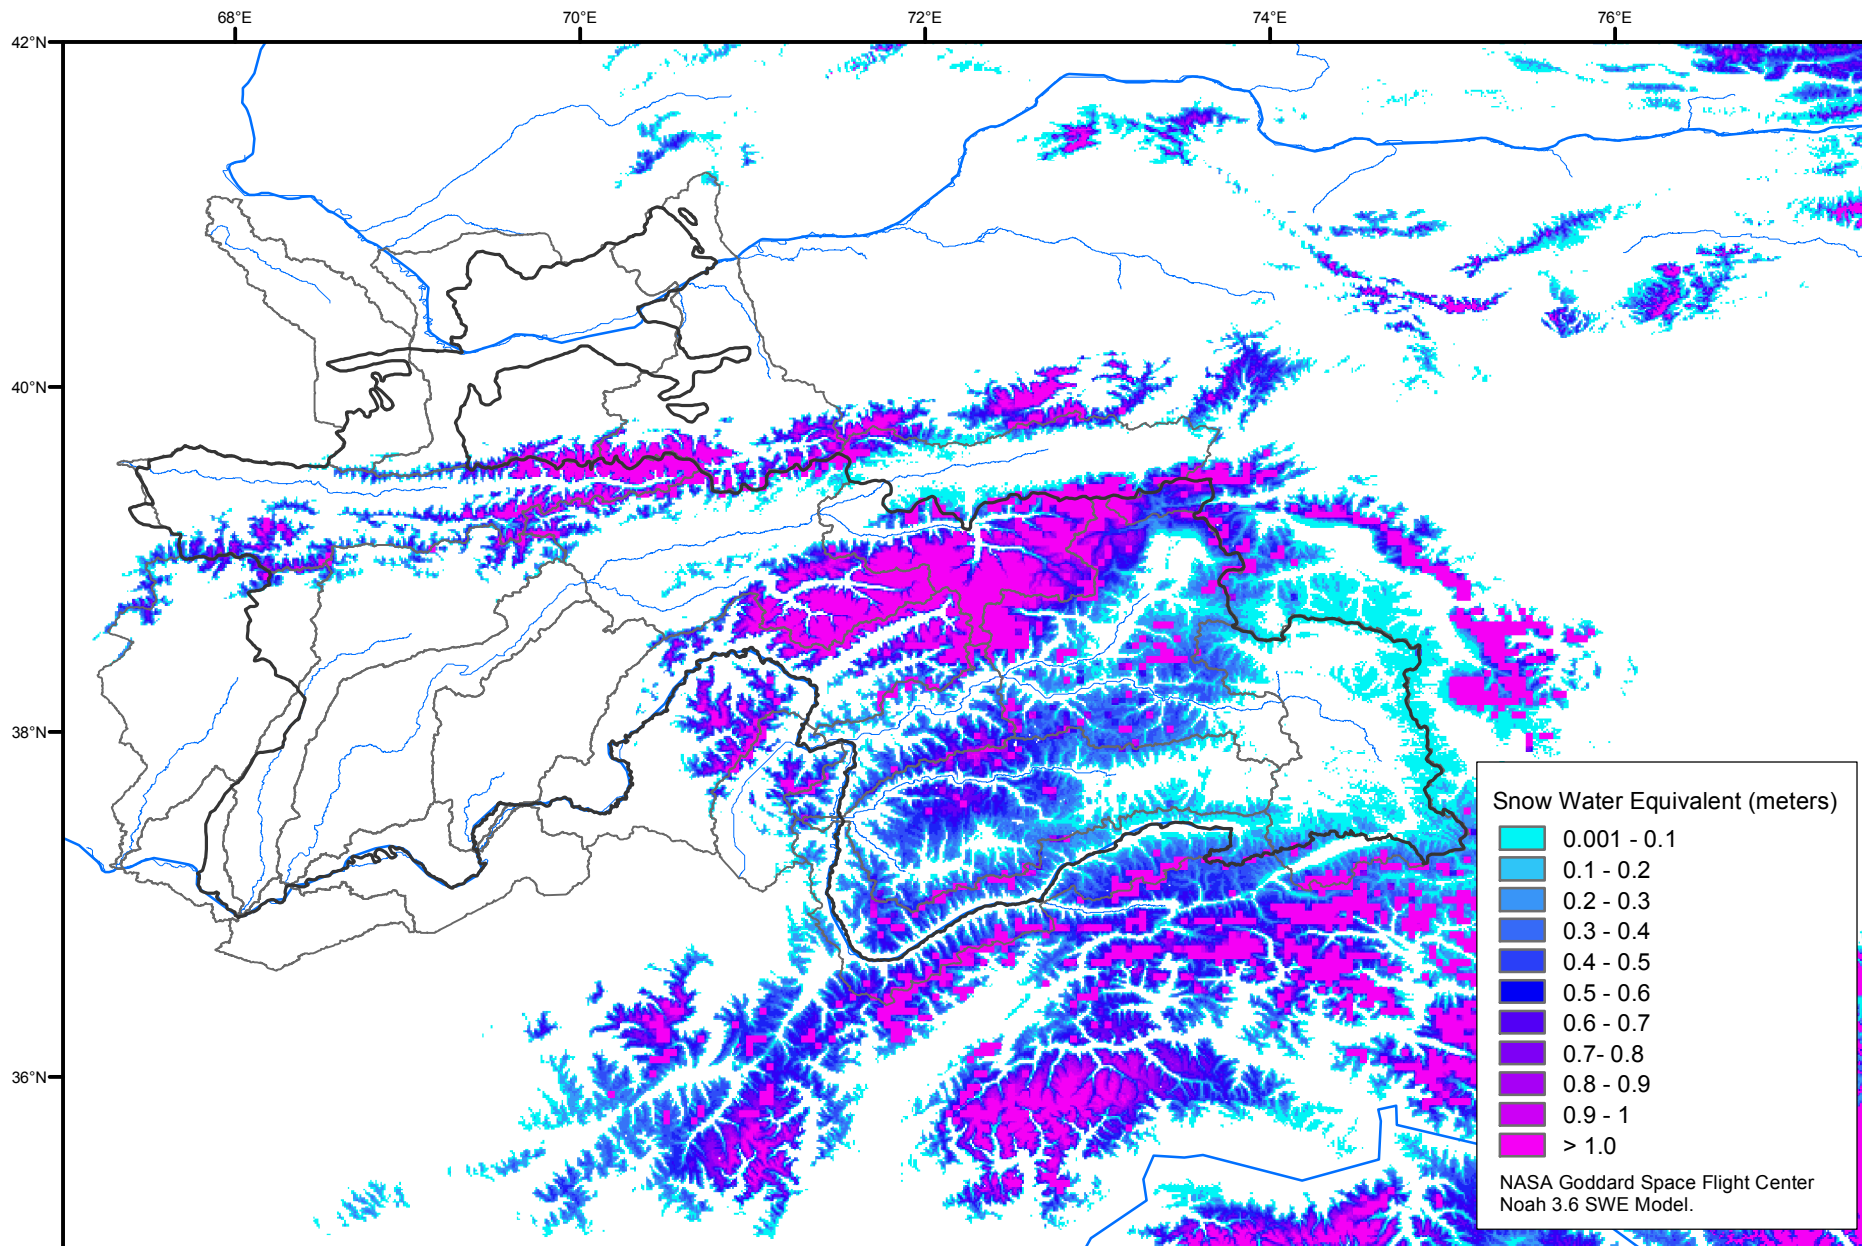 68°E
70°E
72°E
74°E
76°E
42°N
40°N
38°N
36°N
Snow Water Equivalent (meters)
0.001 - 0.1
0.1 - 0.2
0.2 - 0.3
0.3 - 0.4
0.4 - 0.5
0.5 - 0.6
0.6 - 0.7
0.7- 0.8
0.8 - 0.9
0.9 - 1
> 1.0
NASA Goddard Space Flight Center
Noah 3.6 SWE Model.